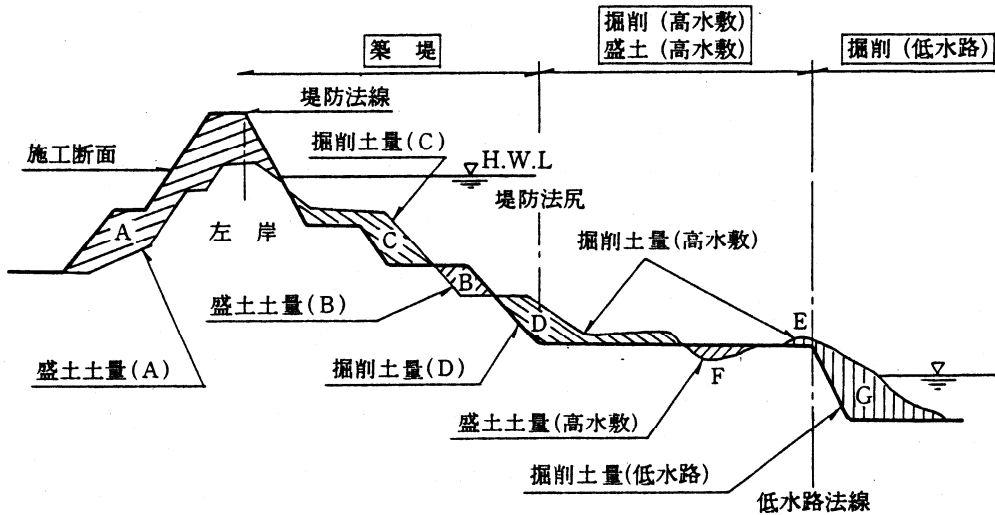 築 堤
掘削 (高水敷)
盛土 (高水敷)
掘削 (低水路)
堤防法線
掘削土量(C)
施工断面
H.W.L
堤防法尻
A
左 岸
C
掘削土量(高水敷)
B
盛土土量(B)
D
E
盛土土量(A)
掘削土量(D)
F
G
盛土土量(高水敷)
掘削土量(低水路)
低水路法線